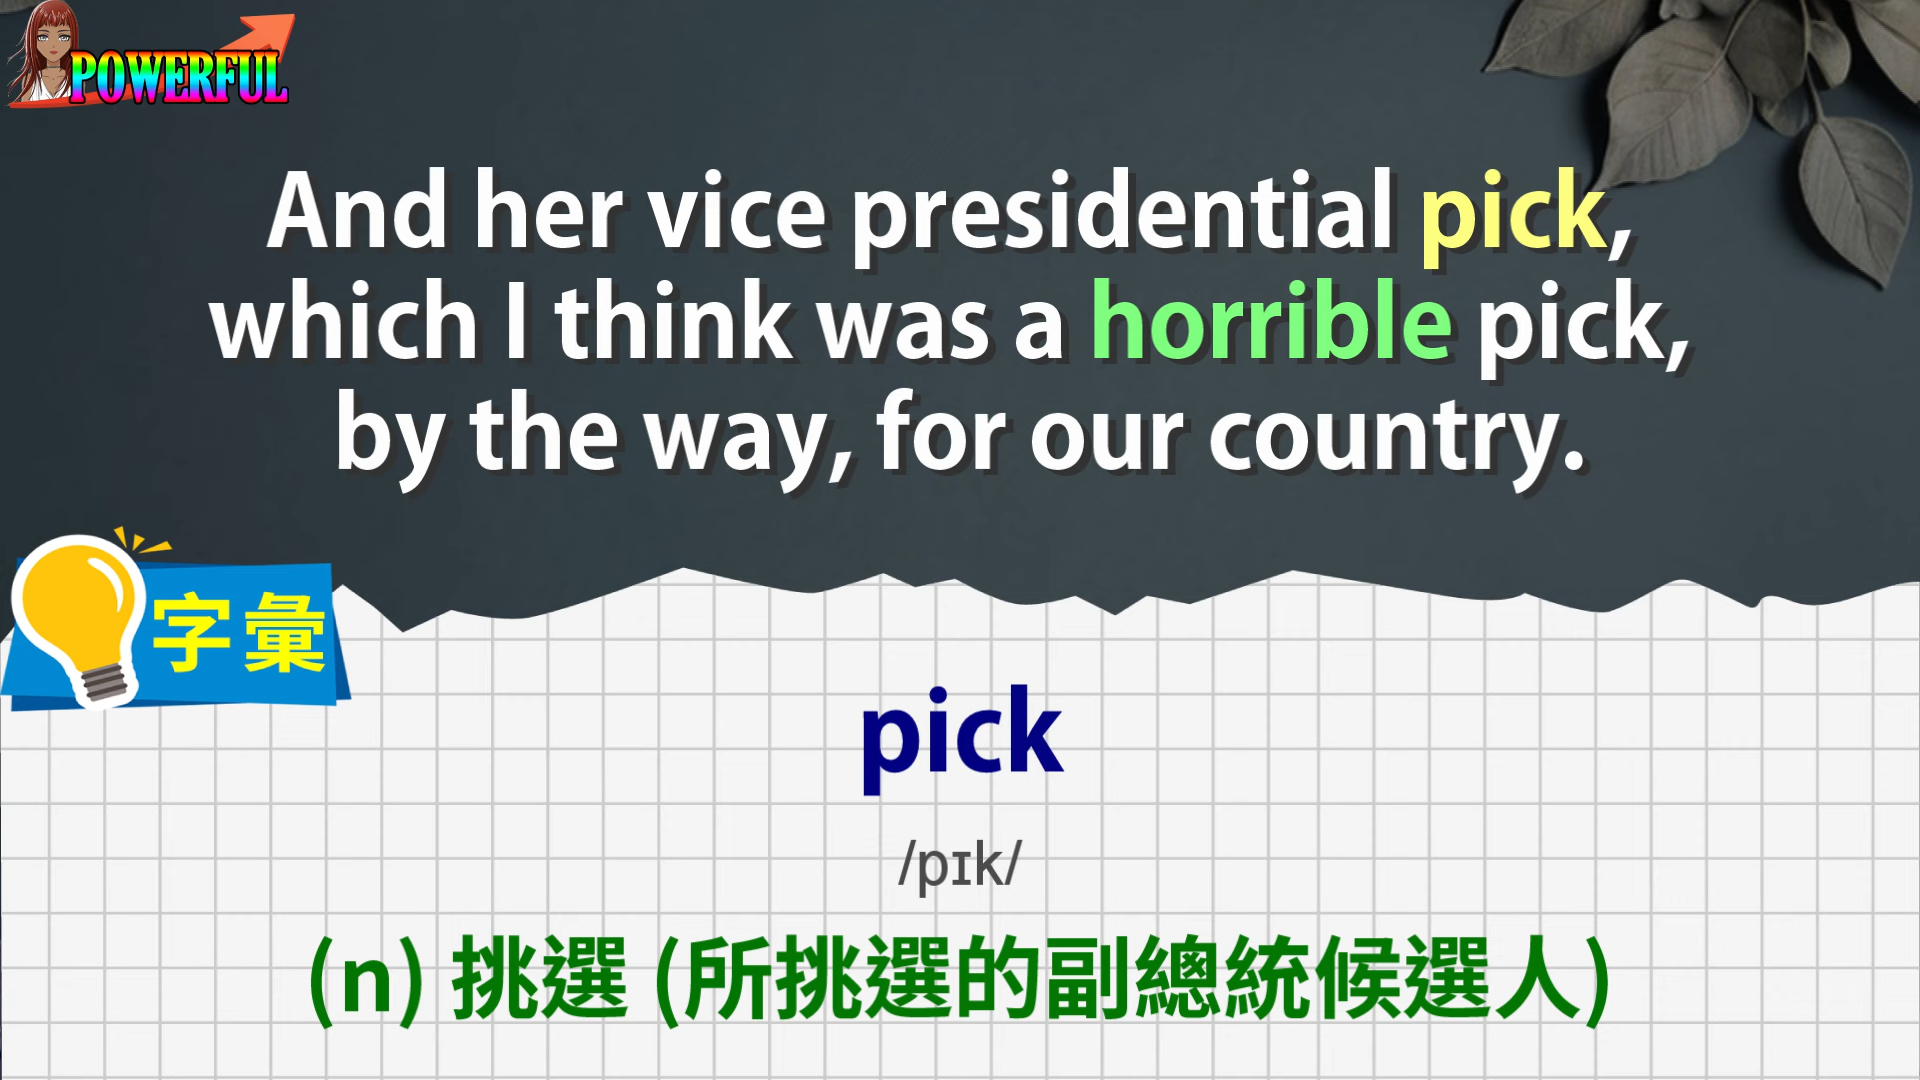 POWERFUL
And her vice presidential pick,
which I think was a horrible pick,
by the way, for our country.
字彙
pick
/pɪk/
(n) 挑選 (所挑選的副總統候選人)